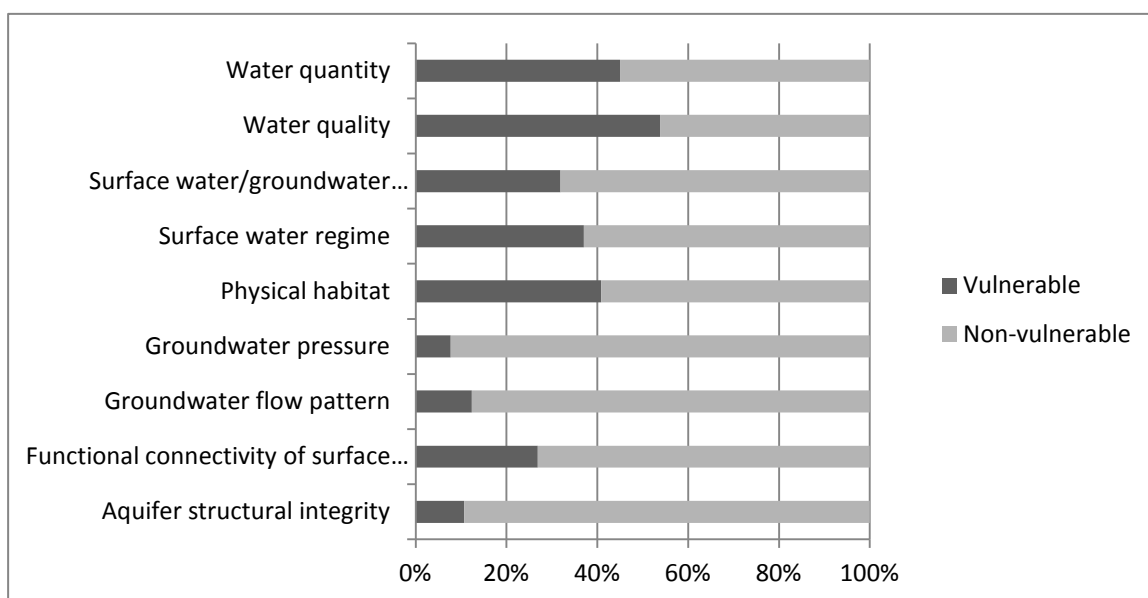 Water quantity
Water quality
Surface water/groundwater...
Surface water regime
Physical habitat
Groundwater pressure
Groundwater flow pattern
Functional connectivity of surface...
Aquifer structural integrity
0% 20% 40% 60% 80% 100%
Vulnerable
Non-vulnerable